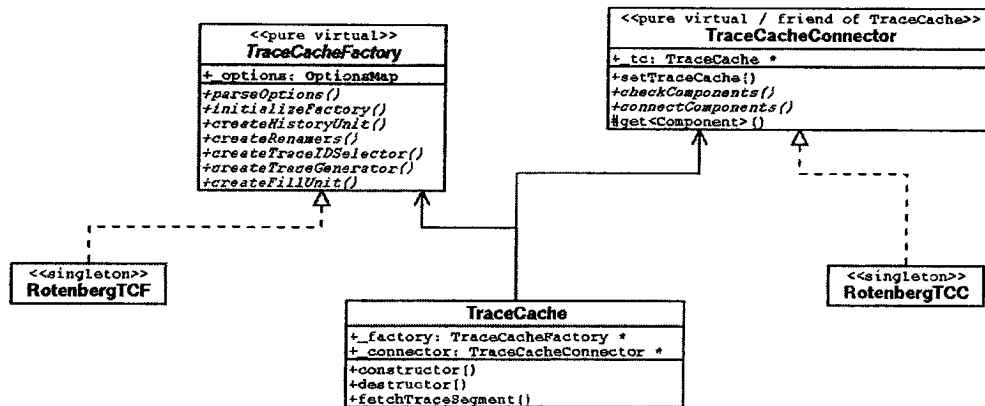 <<pure virtual>>
TraceCacheFactory
+_options: OptionsMap
+parseOptions()
+initializeFactory()
+createHistoryUnit()
+createRenamers()
+createTraceIDSelector()
+createTraceGenerator()
+createFillUnit()
<<pure virtual / friend of TraceCache>>
TraceCacheConnector
+_tc: TraceCache *
+setTraceCache()
+checkComponents()
+connectComponents()
#get<Component>()
<<singleton>>
RotenbergTCF
<<singleton>>
RotenbergTCC
TraceCache
+_factory: TraceCacheFactory *
+_connector: TraceCacheConnector *
+constructor()
+destructor()
+fetchTraceSegment()